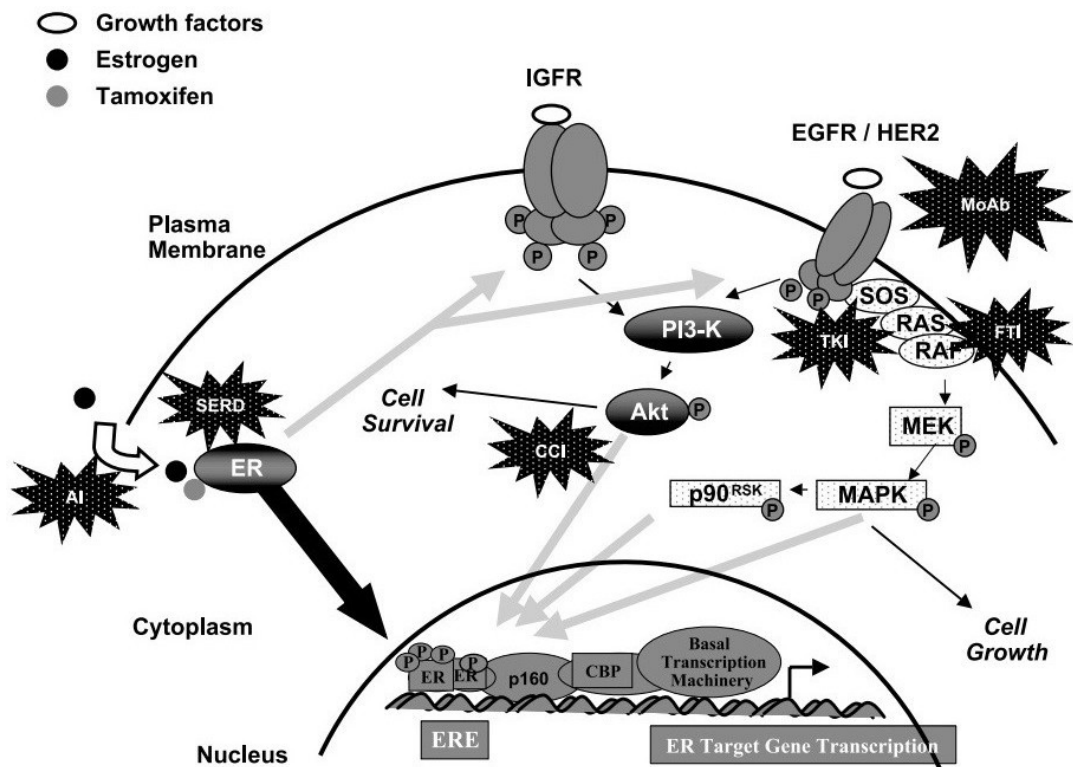 Growth factors
Estrogen
Tamoxifen
IGFR
EGFR / HER2
MoAb
Plasma
Membrane
P
P
P
P
P
P
SOS
RAS
RAF
TKI
FTI
PI3-K
SERD
Cell
Survival
Akt
P
MEK
P
CCI
ER
AI
p90RSK
P
MAPK
P
Cytoplasm
Cell
Growth
P
P
P
P
ER
ER
p160
CBP
Basal
Transcription
Machinery
ERE
ER Target Gene Transcription
Nucleus